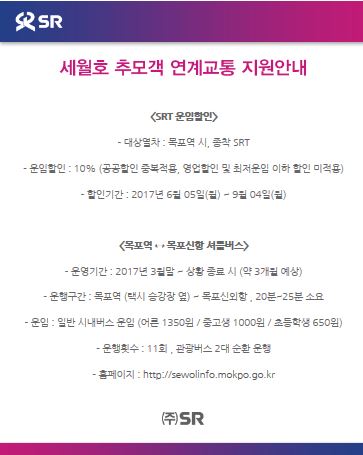 SR
세월호 추모객 연계교통 지원안내
<SRT 운임할인>
- 대상열차 : 목포역 시, 종착 SRT
- 운임할인 : 10% (공공할인 중복적용, 영업할인 및 최저운임 이하 할인 미적용)
- 할인기간 : 2017년 6월 05일(월) ~ 9월 04일(월)
<목포역 ↔ 목포신항 셔틀버스>
- 운영기간 : 2017년 3월말 ~ 상황 종료 시 (약 3개월 예상)
- 운행구간 : 목포역 (택시 승강장 옆) ~ 목포신외항 , 20분~25분 소요
- 운임 : 일반 시내버스 운임 (어른 1350원 / 중고생 1000원 / 초등학생 650원)
- 운행횟수 : 11회 , 관광버스 2대 순환 운행
- 홈페이지 : http://sewolinfo.mokpo.go.kr
(주)SR